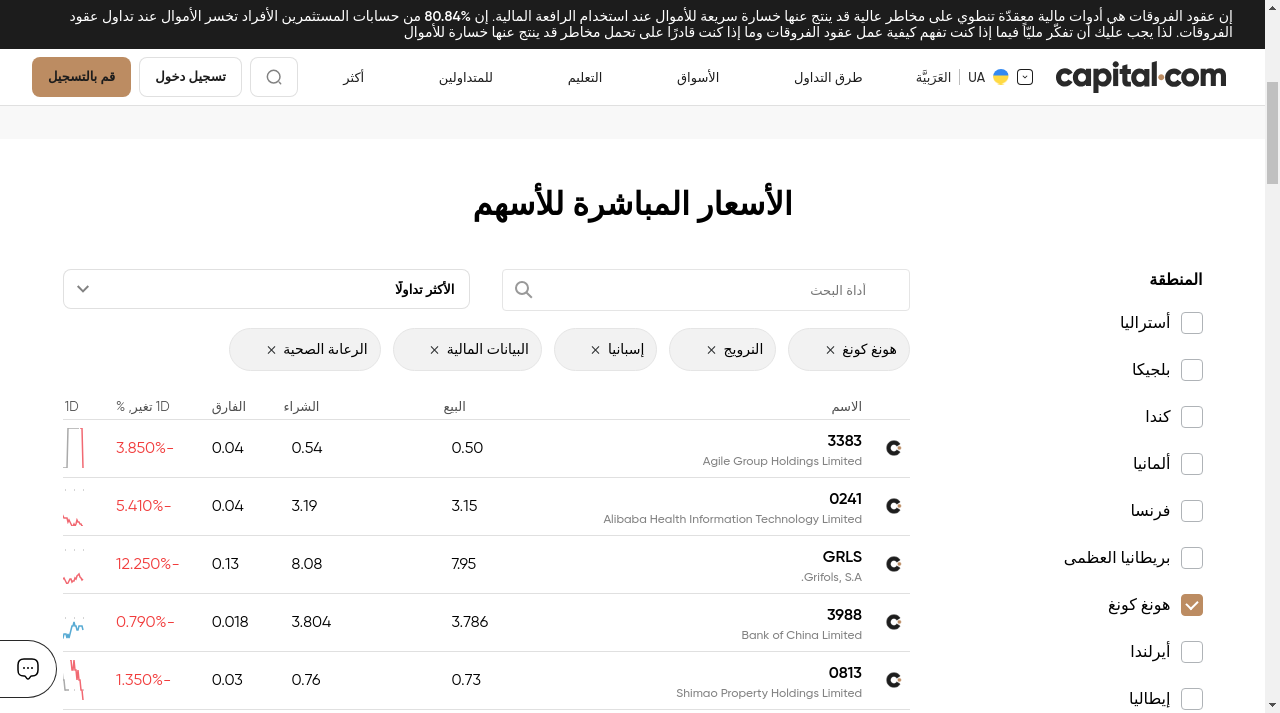 إن عقود الفروقات هي أدوات مالية معقدّة تنطوي على مخاطر عالية قد ينتج عنها خسارة سريعة للأموال عند استخدام الرافعة المالية. إن 80.84% من حسابات المستثمرين الأفراد تخسر الأموال عند تداول عقود
الفروقات. لذا يجب عليك أن تفكّر مليّاً فيما إذا كنت تفهم كيفية عمل عقود الفروقات وما إذا كنت قادرًا على تحمل مخاطر قد ينتج عنها خسارة للأموال
capital.com
UA
العَرَبِيَّة
طرق التداول
الأسواق
التعليم
للمتداولين
أكثر
تسجيل دخول
قم بالتسجيل
الأسعار المباشرة للأسهم
المنطقة
أستراليا
بلجيكا
كندا
ألمانيا
فرنسا
بريطانيا العظمى
هونغ كونغ
أيرلندا
إيطاليا
أداة البحث
الأكثر تداولًا
هونغ كونغ ×
النرويج ×
إسبانيا ×
البيانات المالية ×
الرعاية الصحية ×
الاسم البيع الشراء الفارق 1D تغير, % 1D
3383 0.50 0.54 0.04 -3.850%
Agile Group Holdings Limited
0241 3.15 3.19 0.04 -5.410%
Alibaba Health Information Technology Limited
GRLS 7.95 8.08 0.13 -12.250%
Grifols, S.A.
3988 3.786 3.804 0.018 -0.790%
Bank of China Limited
0813 0.73 0.76 0.03 -1.350%
Shimao Property Holdings Limited